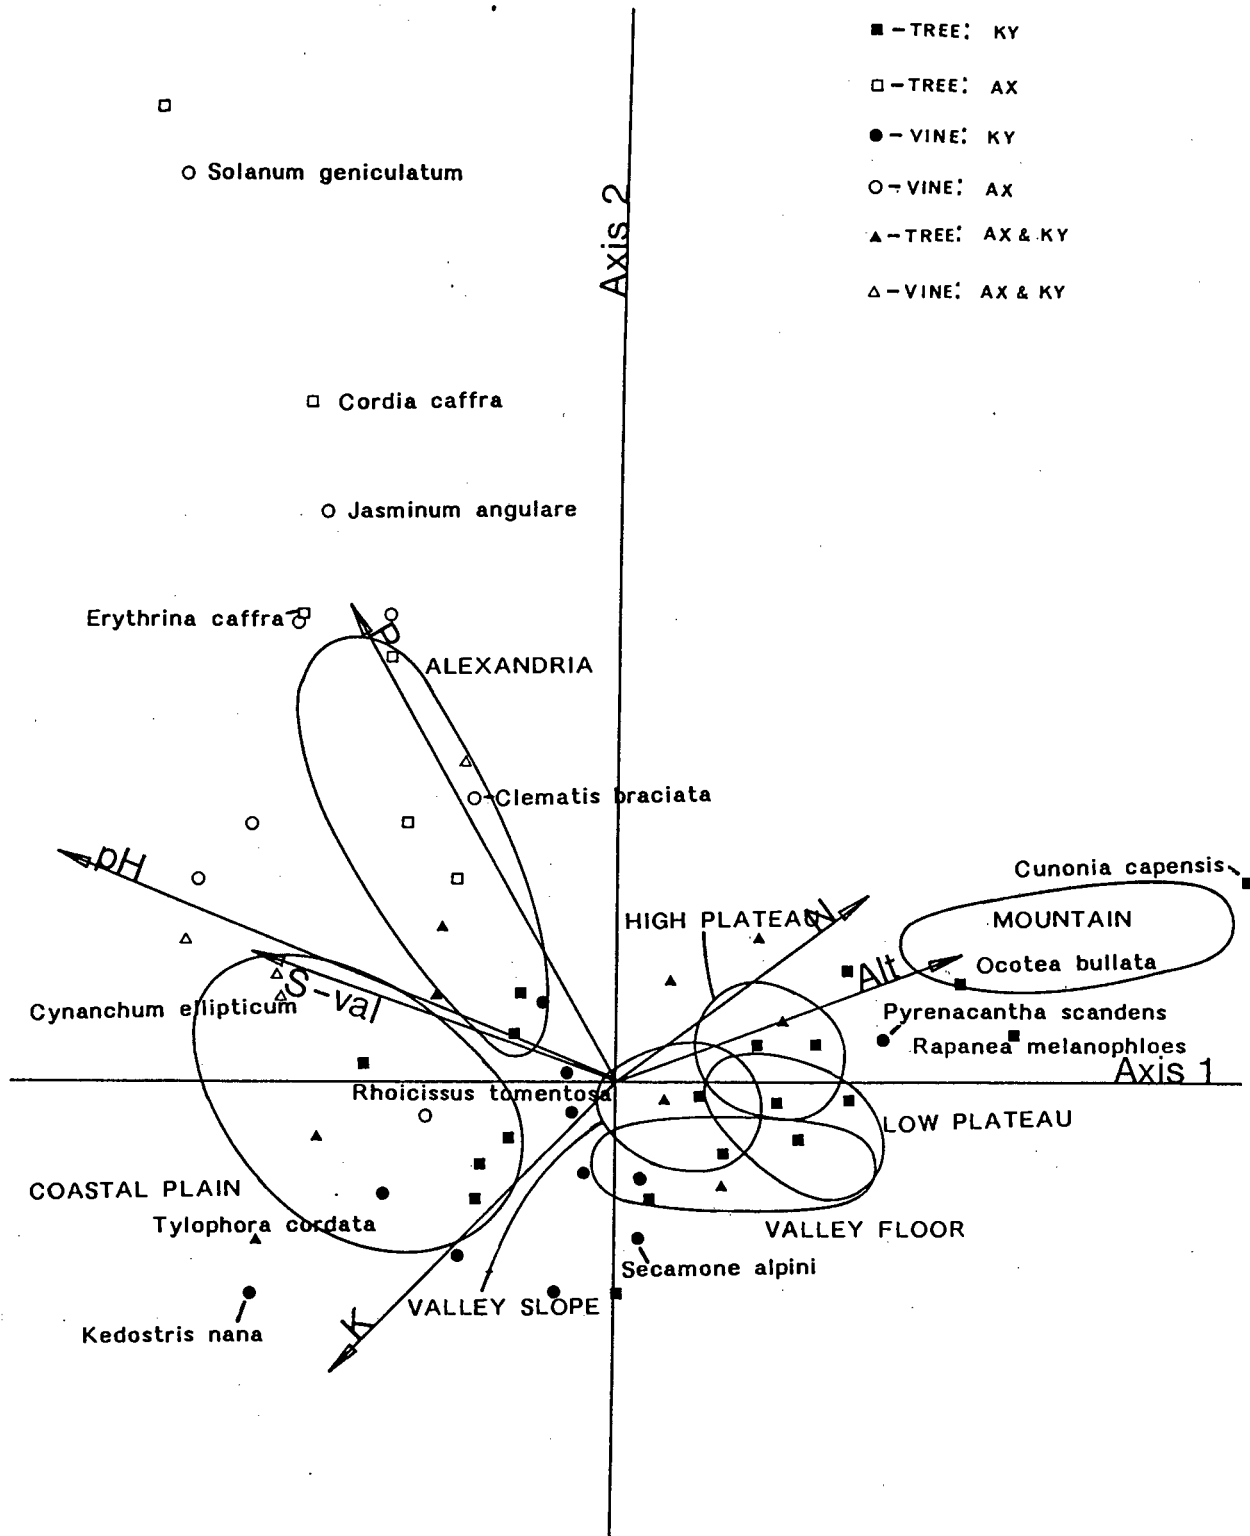 ■ – TREE: KY
□ – TREE: AX
● – VINE: KY
○ – VINE: AX
▲ – TREE: AX & KY
△ – VINE: AX & KY
Solanum geniculatum
Axis 2
Cordia caffra
Jasminum angulare
Erythrina caffra
P
ALEXANDRIA
Clematis braciata
pH
Cunonia capensis
HIGH PLATEAU
N
MOUNTAIN
Alt
Ocotea bullata
S-val
Cynanchum ellipticum
Pyrenacantha scandens
Rapanea melanophloes
Axis 1
Rhoicissus tomentosa
LOW PLATEAU
COASTAL PLAIN
Tylophora cordata
VALLEY FLOOR
Secamone alpini
VALLEY SLOPE
K
Kedostris nana